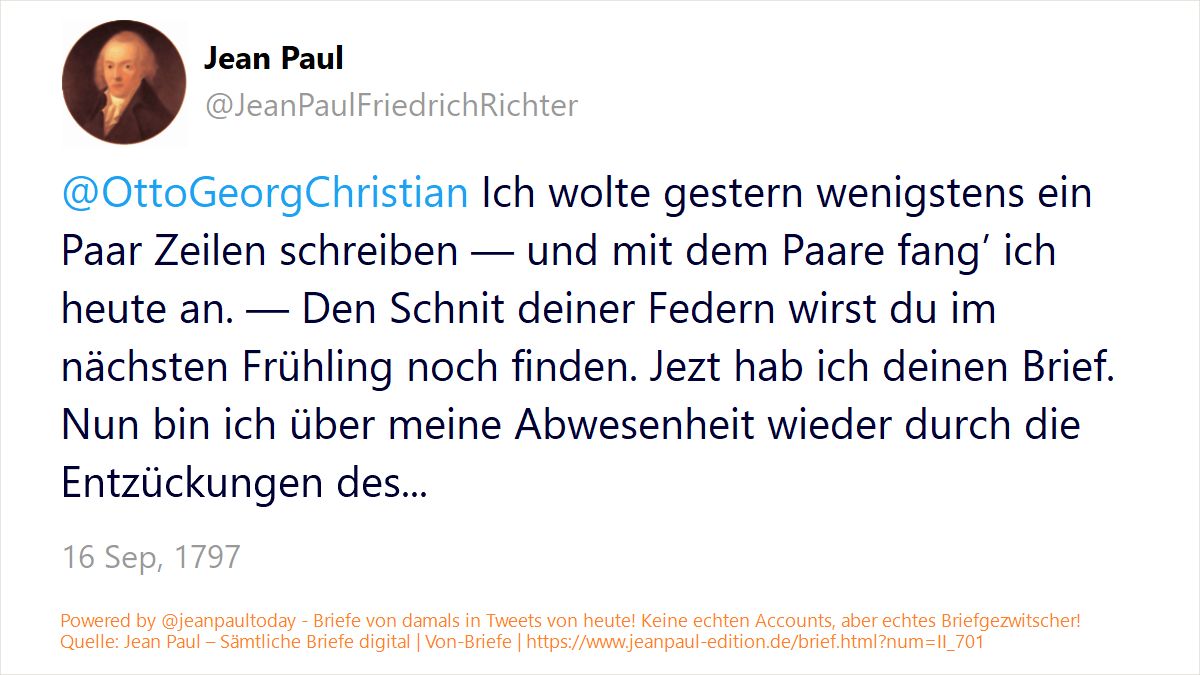 Jean Paul
@JeanPaulFriedrichRichter
@OttoGeorgChristian Ich wolte gestern wenigstens ein
Paar Zeilen schreiben — und mit dem Paare fang’ ich
heute an. — Den Schnit deiner Federn wirst du im
nächsten Frühling noch finden. Jezt hab ich deinen Brief.
Nun bin ich über meine Abwesenheit wieder durch die
Entzückungen des...
16 Sep, 1797
Powered by @jeanpaultoday - Briefe von damals in Tweets von heute! Keine echten Accounts, aber echtes Briefgezwitscher!
Quelle: Jean Paul – Sämtliche Briefe digital | Von-Briefe | https://www.jeanpaul-edition.de/brief.html?num=II_701